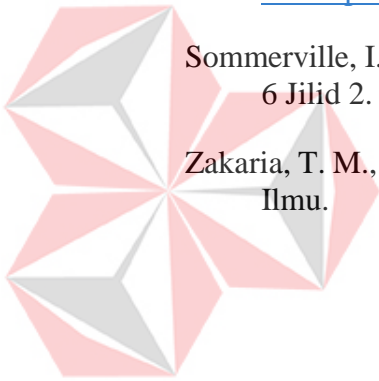 Sommerville, I.
6 Jilid 2.
Zakaria, T. M.,
Ilmu.